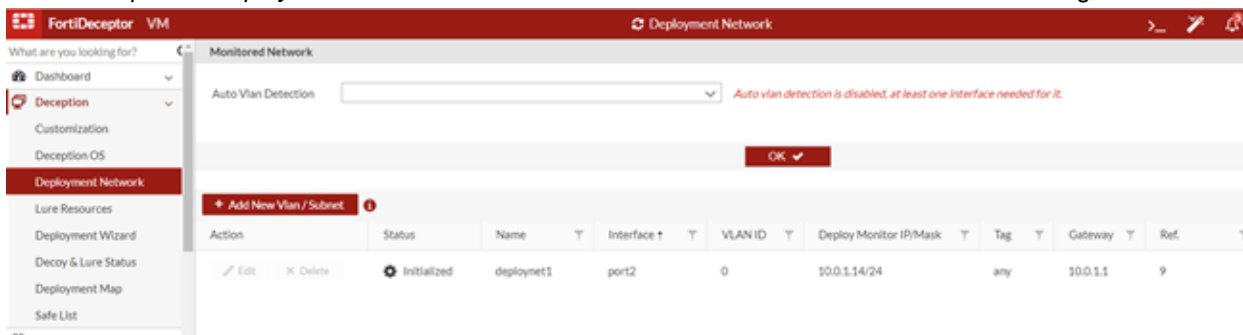 FortiDeceptor VM
Deployment Network
>_
What are you looking for?
Dashboard
Deception
Customization
Deception OS
Deployment Network
Lure Resources
Deployment Wizard
Decoy & Lure Status
Deployment Map
Safe List
Monitored Network
Auto Vlan Detection
Auto vlan detection is disabled, at least one interface needed for it.
OK
+ Add New Vlan / Subnet
Action Status Name Interface ↑ VLAN ID Deploy Monitor IP/Mask Tag Gateway Ref.
Edit Delete Initialized deploynet1 port2 0 10.0.1.14/24 any 10.0.1.1 9